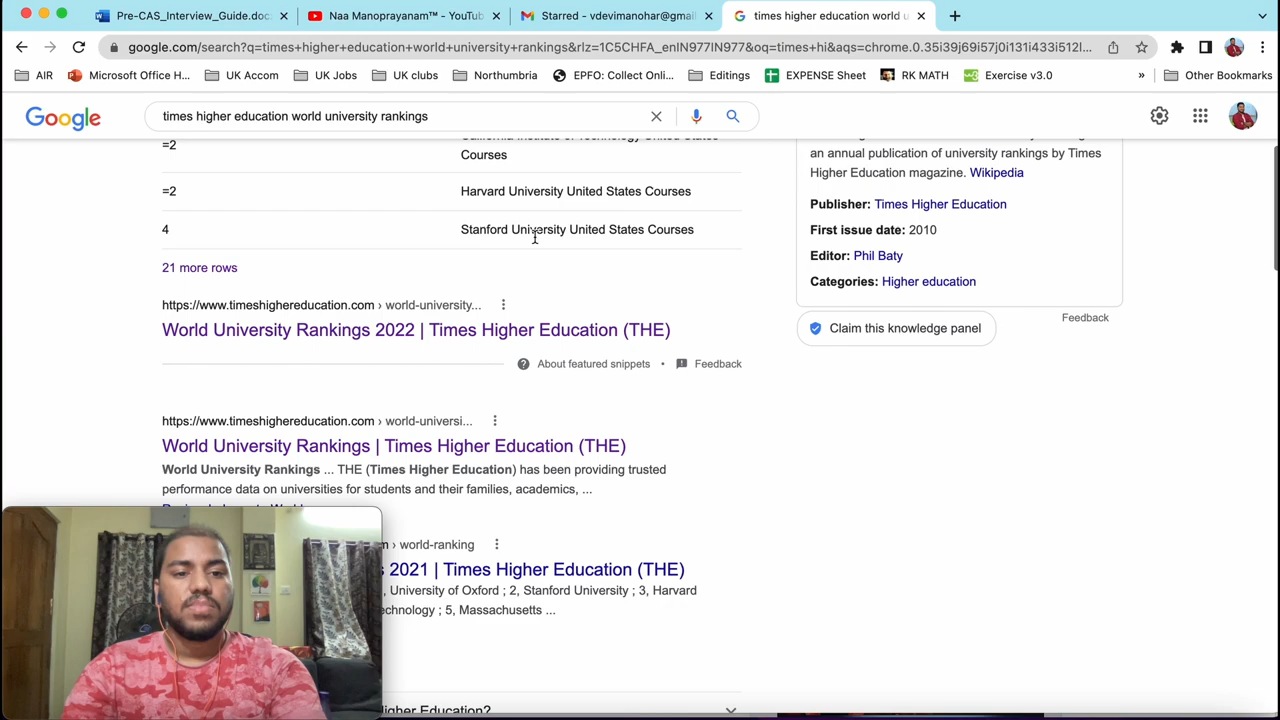 Pre-CAS_Interview_Guide.doc
Naa Manoprayanam™ - YouTub
Starred - vdevimanohar@gmail
times higher education world u
google.com/search?q=times+higher+education+world+university+rankings&rlz=1C5CHFA_enIN977IN977&oq=times+hi&aqs=chrome.0.35i39j69i57j0i131i433i512l...
AIR
Microsoft Office H...
UK Accom
UK Jobs
UK clubs
Northumbria
EPFO: Collect Onli...
Editings
EXPENSE Sheet
RK MATH
Exercise v3.0
»
Other Bookmarks
Google
times higher education world university rankings
=2
Courses
=2
Harvard University United States Courses
4
Stanford University United States Courses
21 more rows
https://www.timeshighereducation.com › world-university...
World University Rankings 2022 | Times Higher Education (THE)
About featured snippets • Feedback
https://www.timeshighereducation.com › world-universi...
World University Rankings | Times Higher Education (THE)
World University Rankings ... THE (Times Higher Education) has been providing trusted
performance data on universities for students and their families, academics, ...
m › world-ranking
2021 | Times Higher Education (THE)
, University of Oxford ; 2, Stanford University ; 3, Harvard
echnology ; 5, Massachusetts ...
igher Education?
an annual publication of university rankings by Times
Higher Education magazine. Wikipedia
Publisher: Times Higher Education
First issue date: 2010
Editor: Phil Baty
Categories: Higher education
Feedback
Claim this knowledge panel